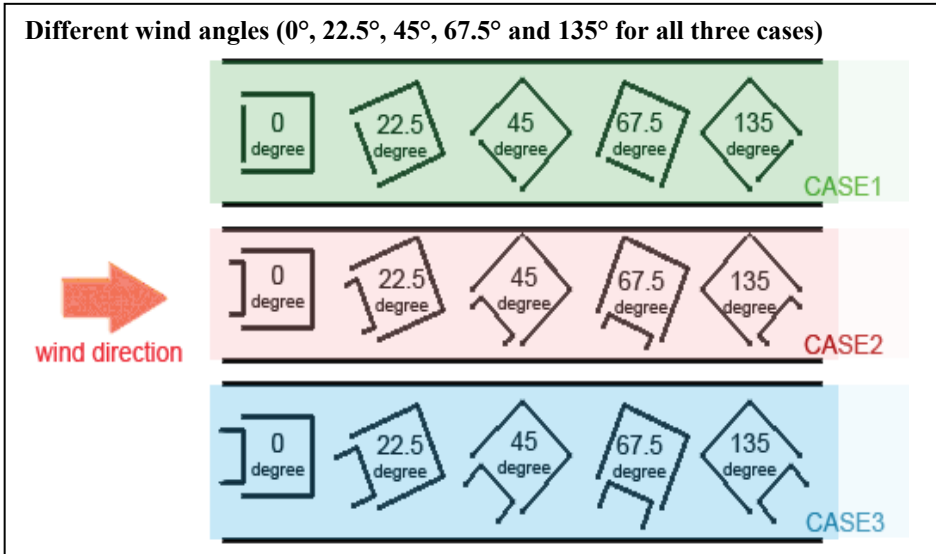 Different wind angles (0°, 22.5°, 45°, 67.5° and 135° for all three cases)
0 22.5 45 67.5 135
degree degree degree degree degree
CASE1
0 22.5 45 67.5 135
degree degree degree degree degree
CASE2
wind direction
0 22.5 45 67.5 135
degree degree degree degree degree
CASE3